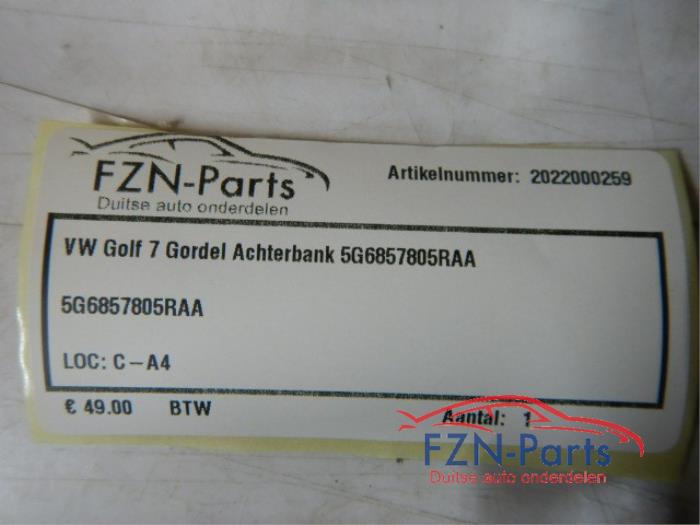 FZN-Parts
Duitse auto onderdelen
Artikelnummer: 2022000259
VW Golf 7 Gordel Achterbank 5G6857805RAA
5G6857805RAA
LOC: C-A4
€ 49.00 BTW
Aantal: 1
FZN-Parts
Duitse auto onderdelen